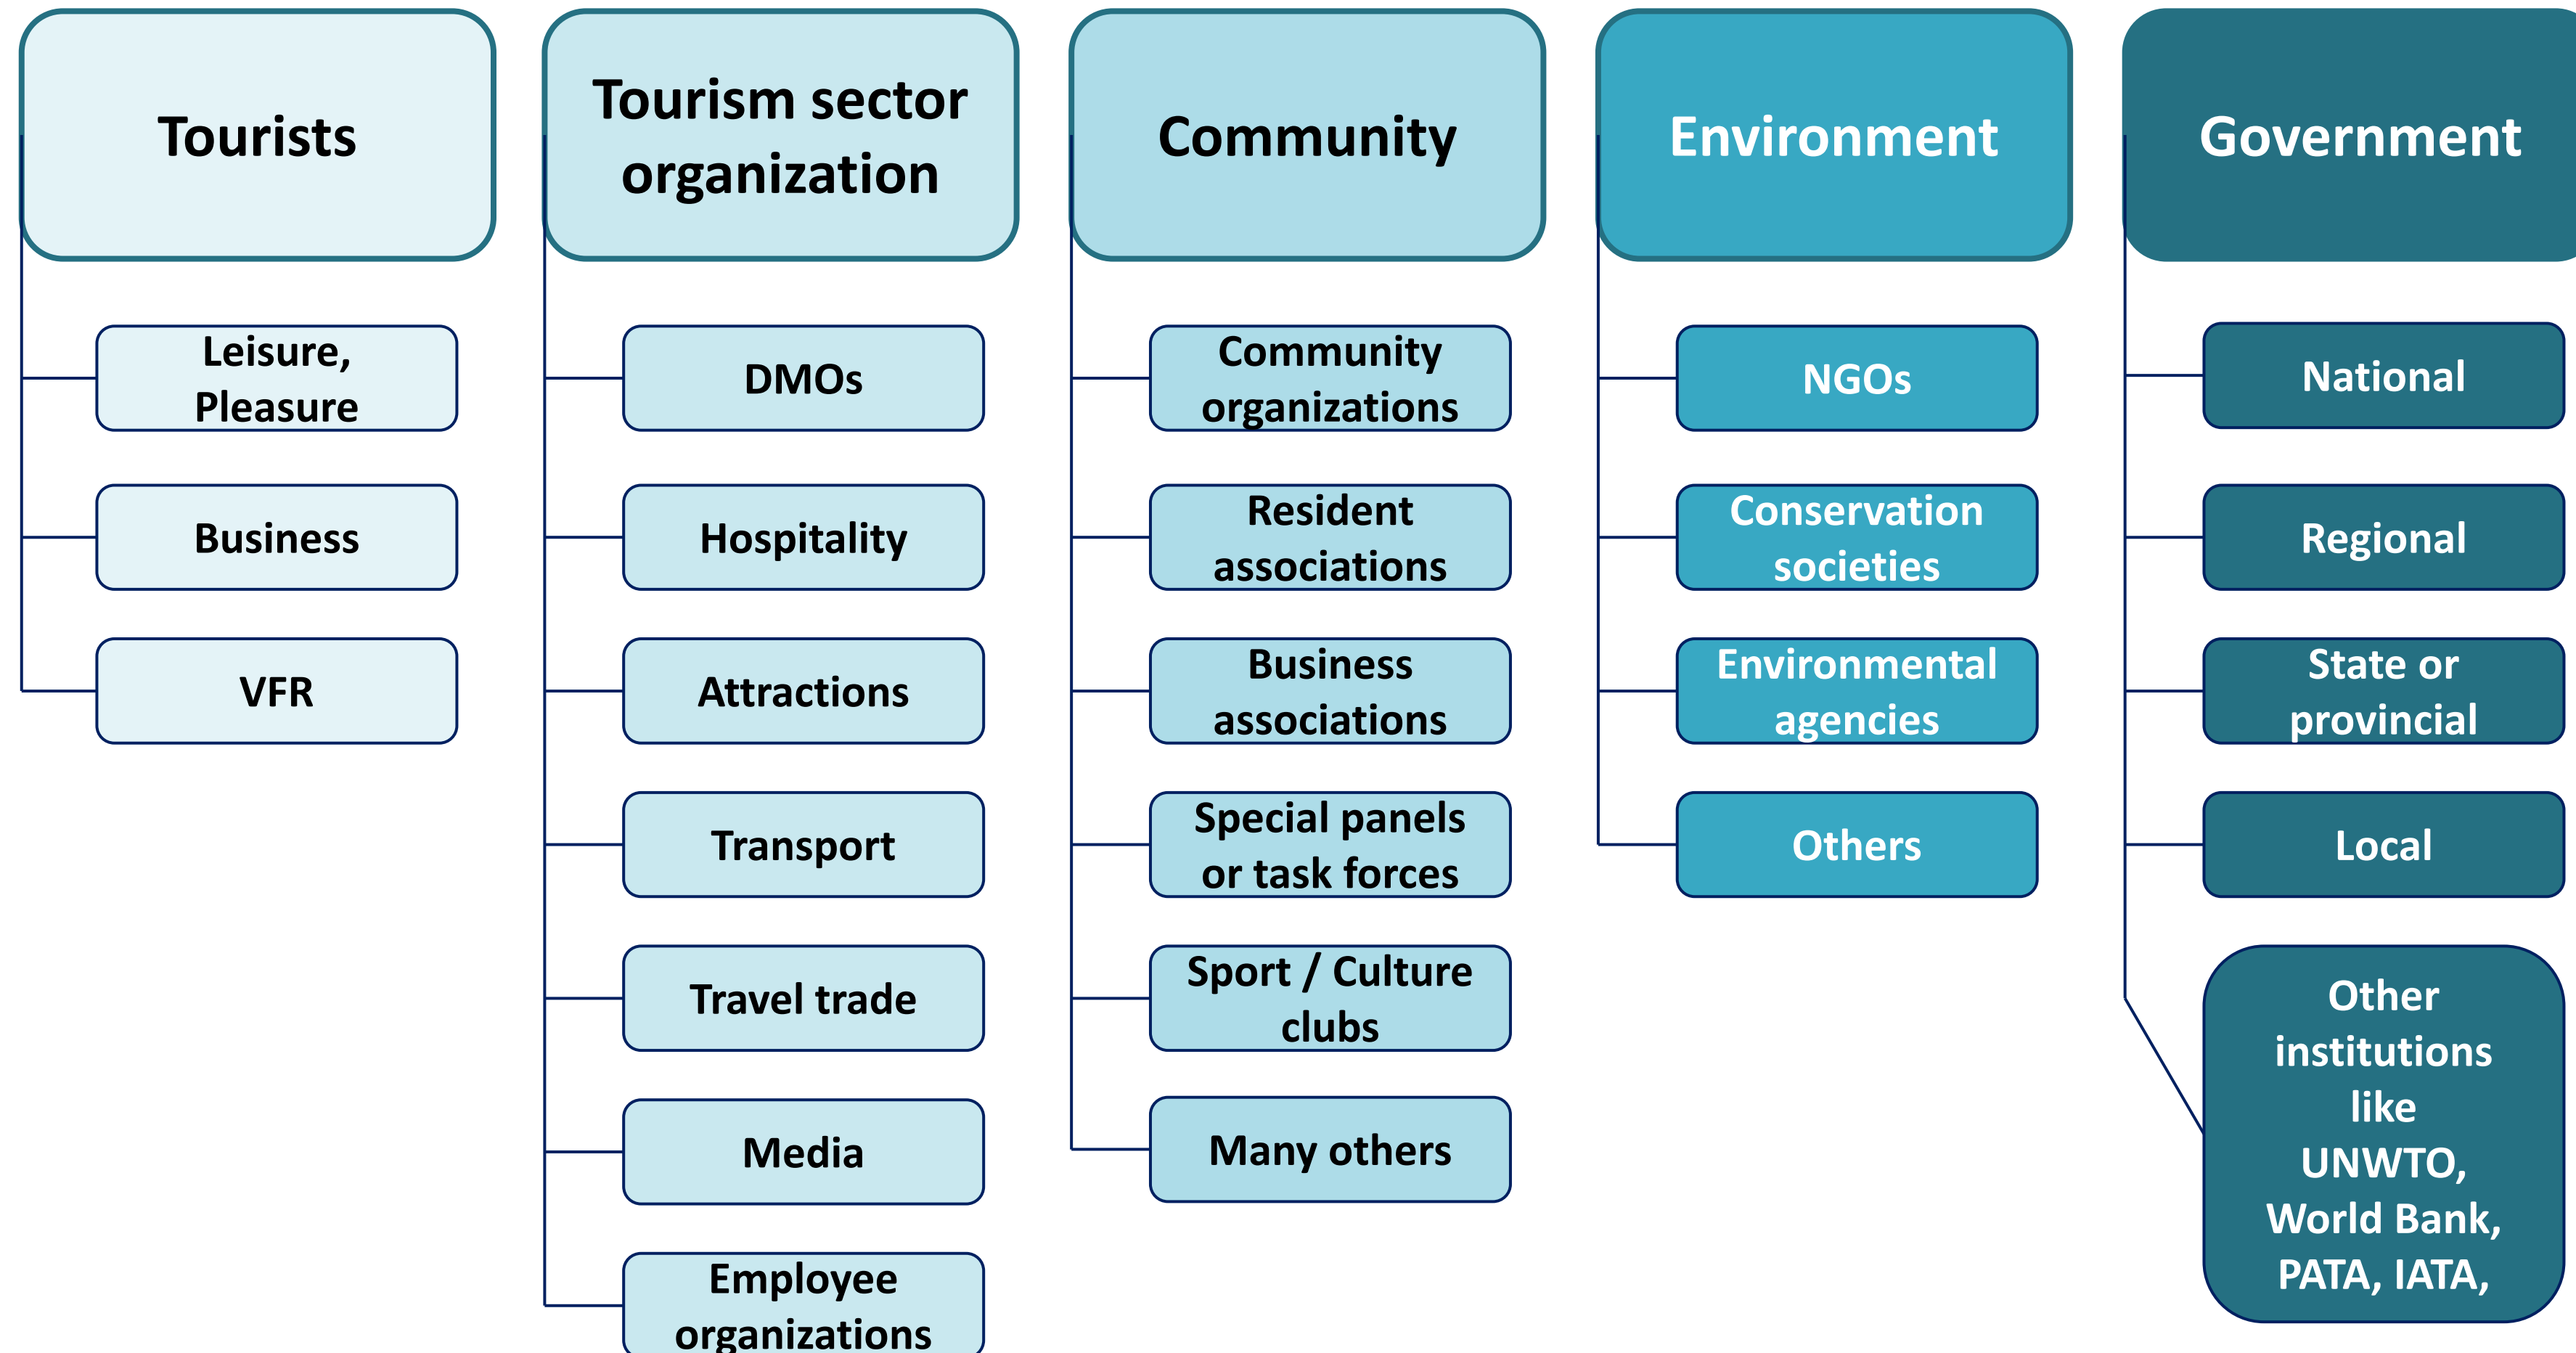 Tourists
Leisure,
Pleasure
Business
VFR
Tourism sector
organization
DMOs
Hospitality
Attractions
Transport
Travel trade
Media
Employee
organizations
Community
Community
organizations
Resident
associations
Business
associations
Special panels
or task forces
Sport / Culture
clubs
Many others
Environment
NGOs
Conservation
societies
Environmental
agencies
Others
Government
National
Regional
State or
provincial
Local
Other
institutions
like
UNWTO,
World Bank,
PATA, IATA,